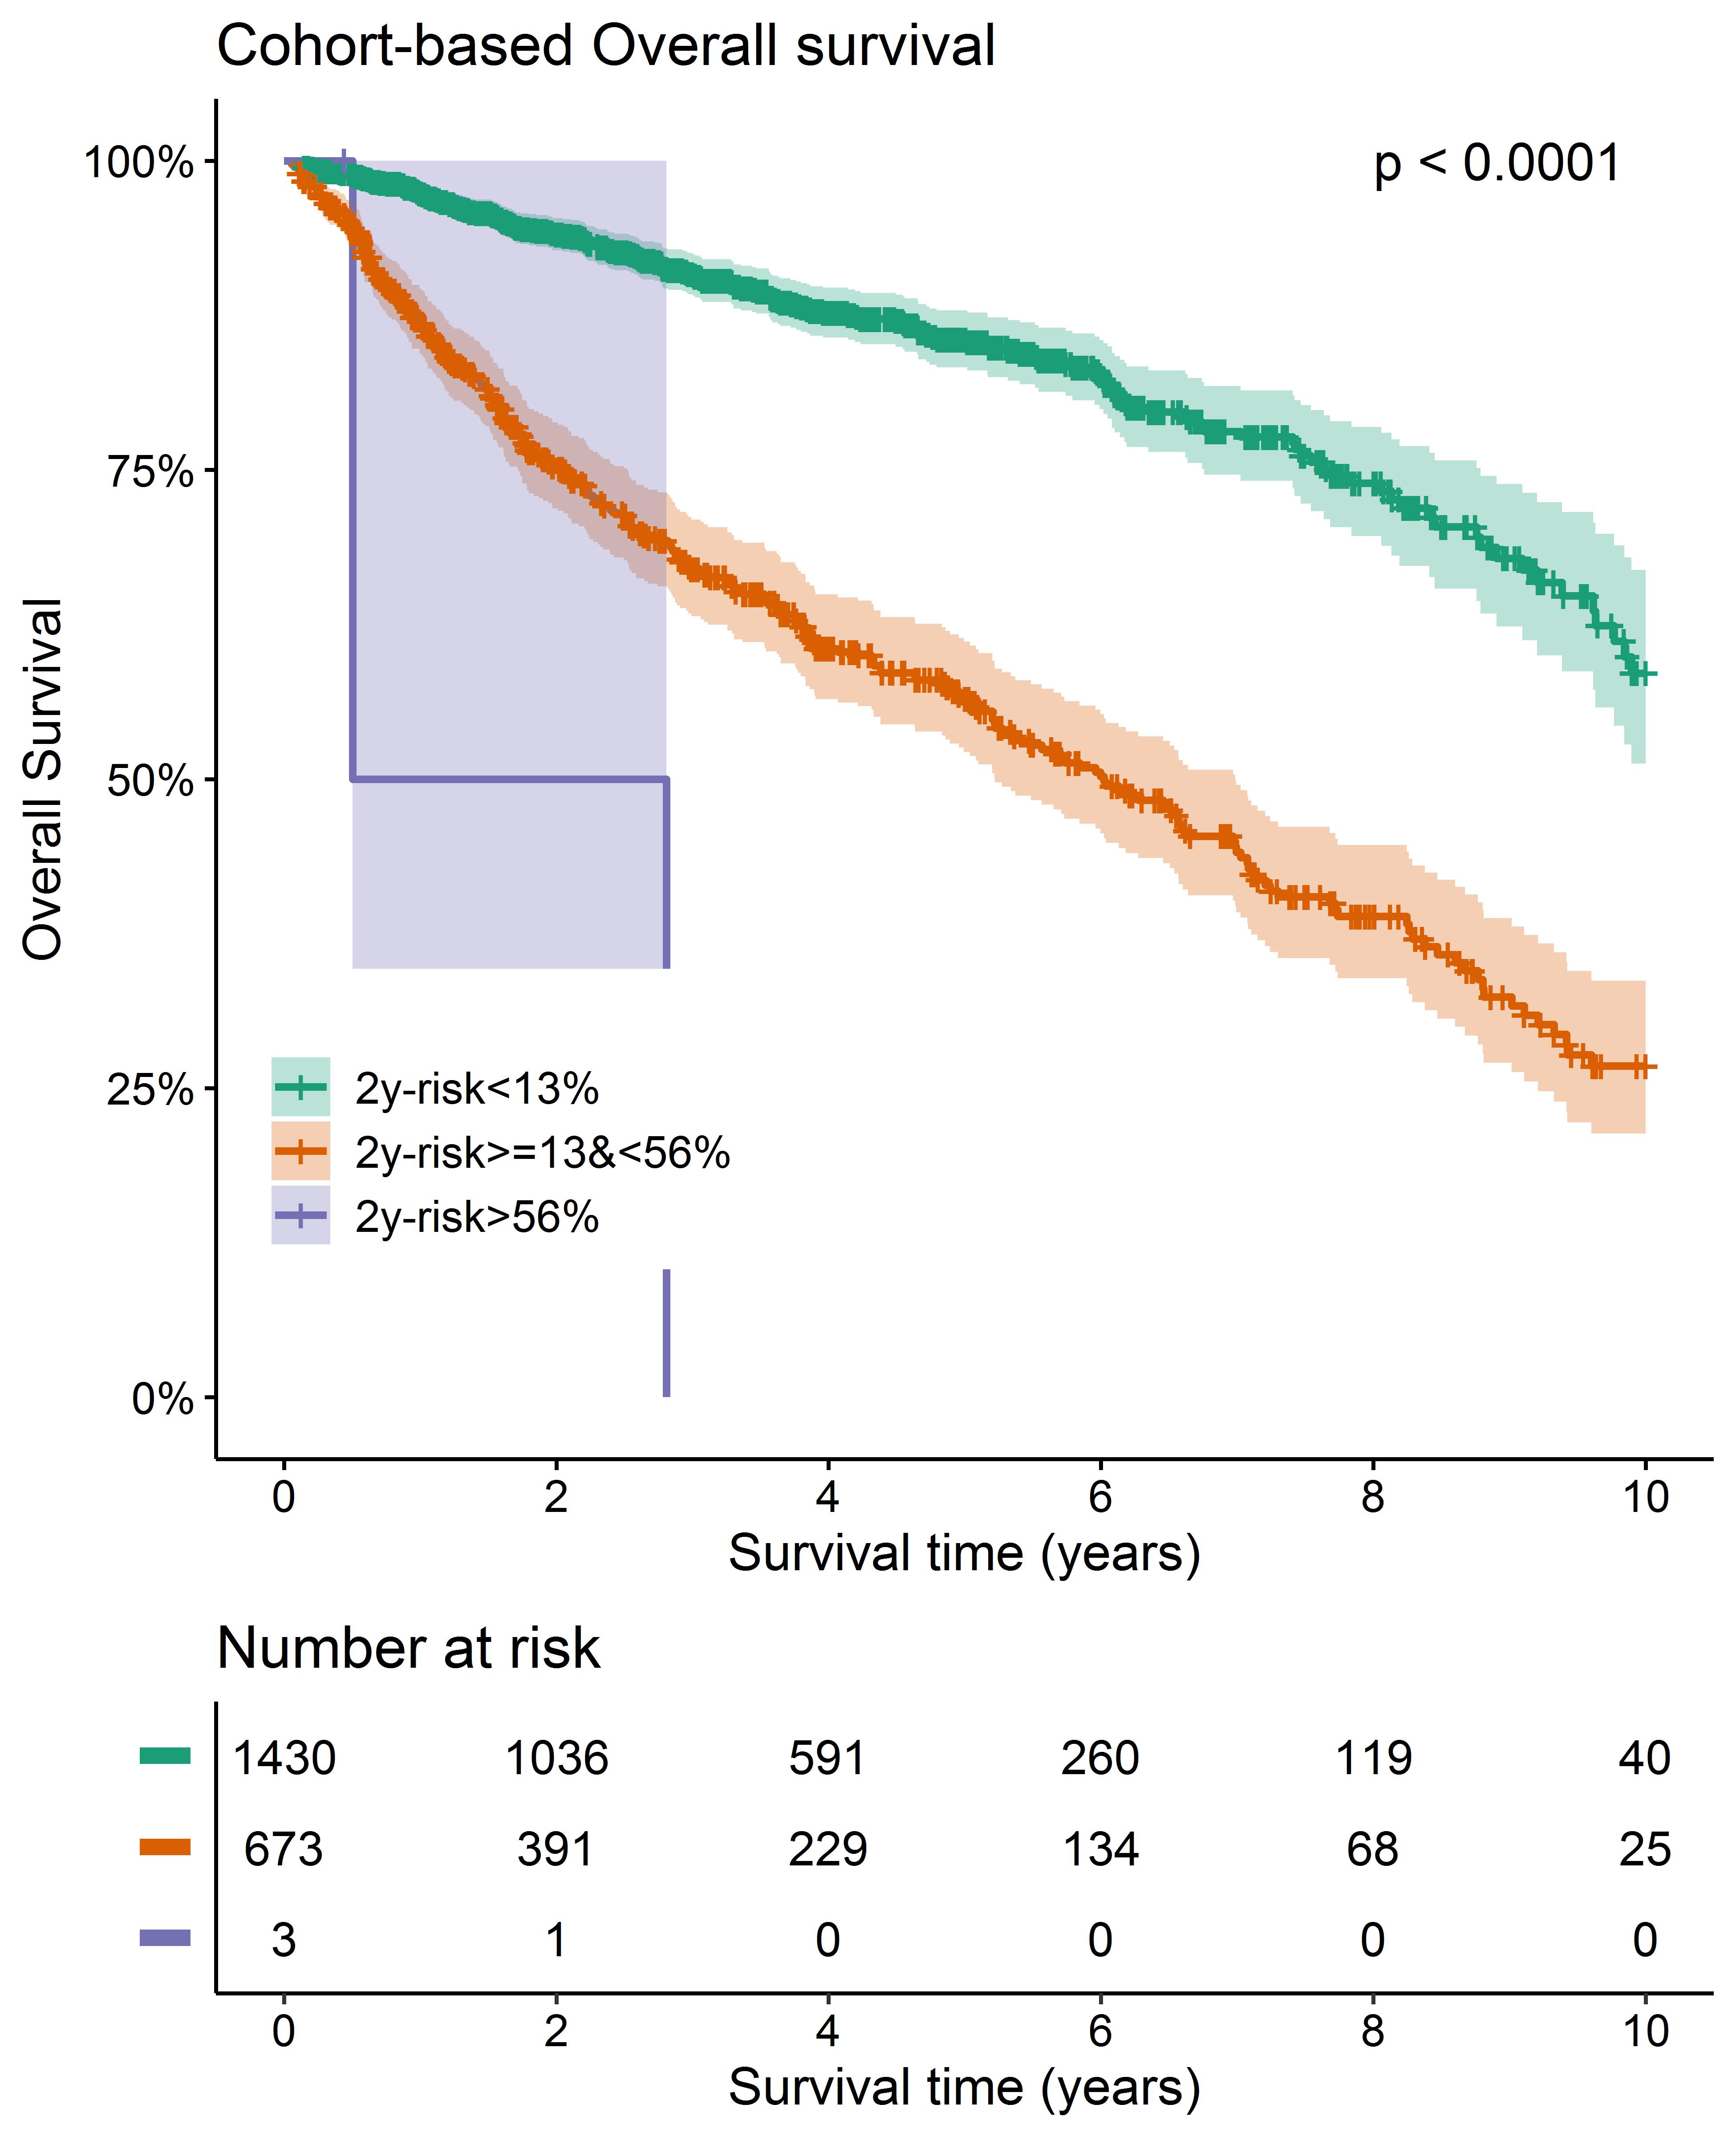 Cohort-based Overall survival
p < 0.0001
100%
75%
50%
25%
0%
Overall Survival
2y-risk<13%
2y-risk>=13&<56%
2y-risk>56%
0 2 4 6 8 10
Survival time (years)
Number at risk
1430 1036 591 260 119 40
673 391 229 134 68 25
3 1 0 0 0 0
0 2 4 6 8 10
Survival time (years)